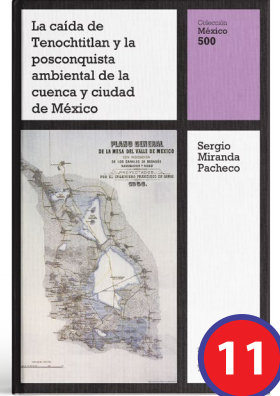 La caída de
Tenochtitlan y la
posconquista
ambiental de la
cuenca y ciudad
de México
Colección
México
500
PLANO GENERAL
DE LA MESA DEL VALLE DE MEXICO
Sergio
Miranda
Pacheco
11